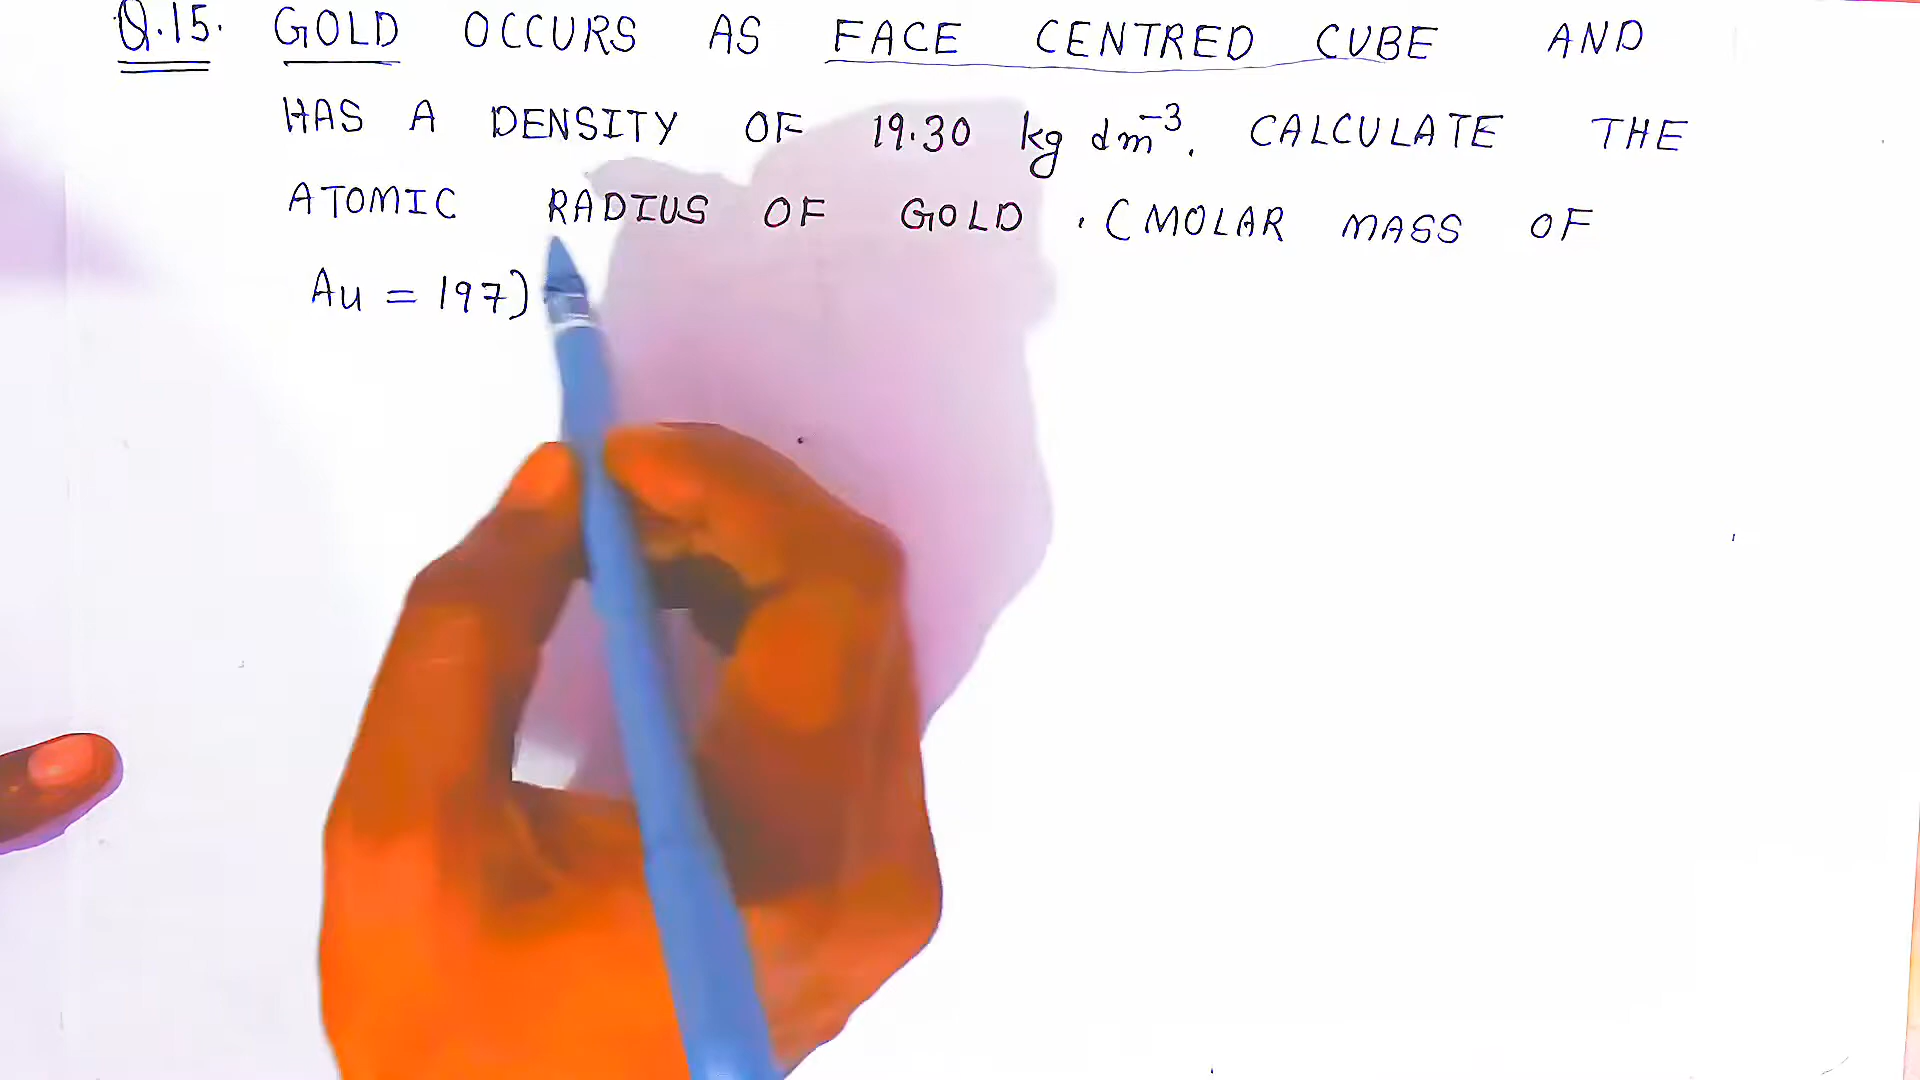 Q.15. GOLD OCCURS AS FACE CENTRED CUBE AND
HAS A DENSITY OF 19.30 kg dm⁻³. CALCULATE THE
ATOMIC RADIUS OF GOLD . (MOLAR MASS OF
Au = 197)